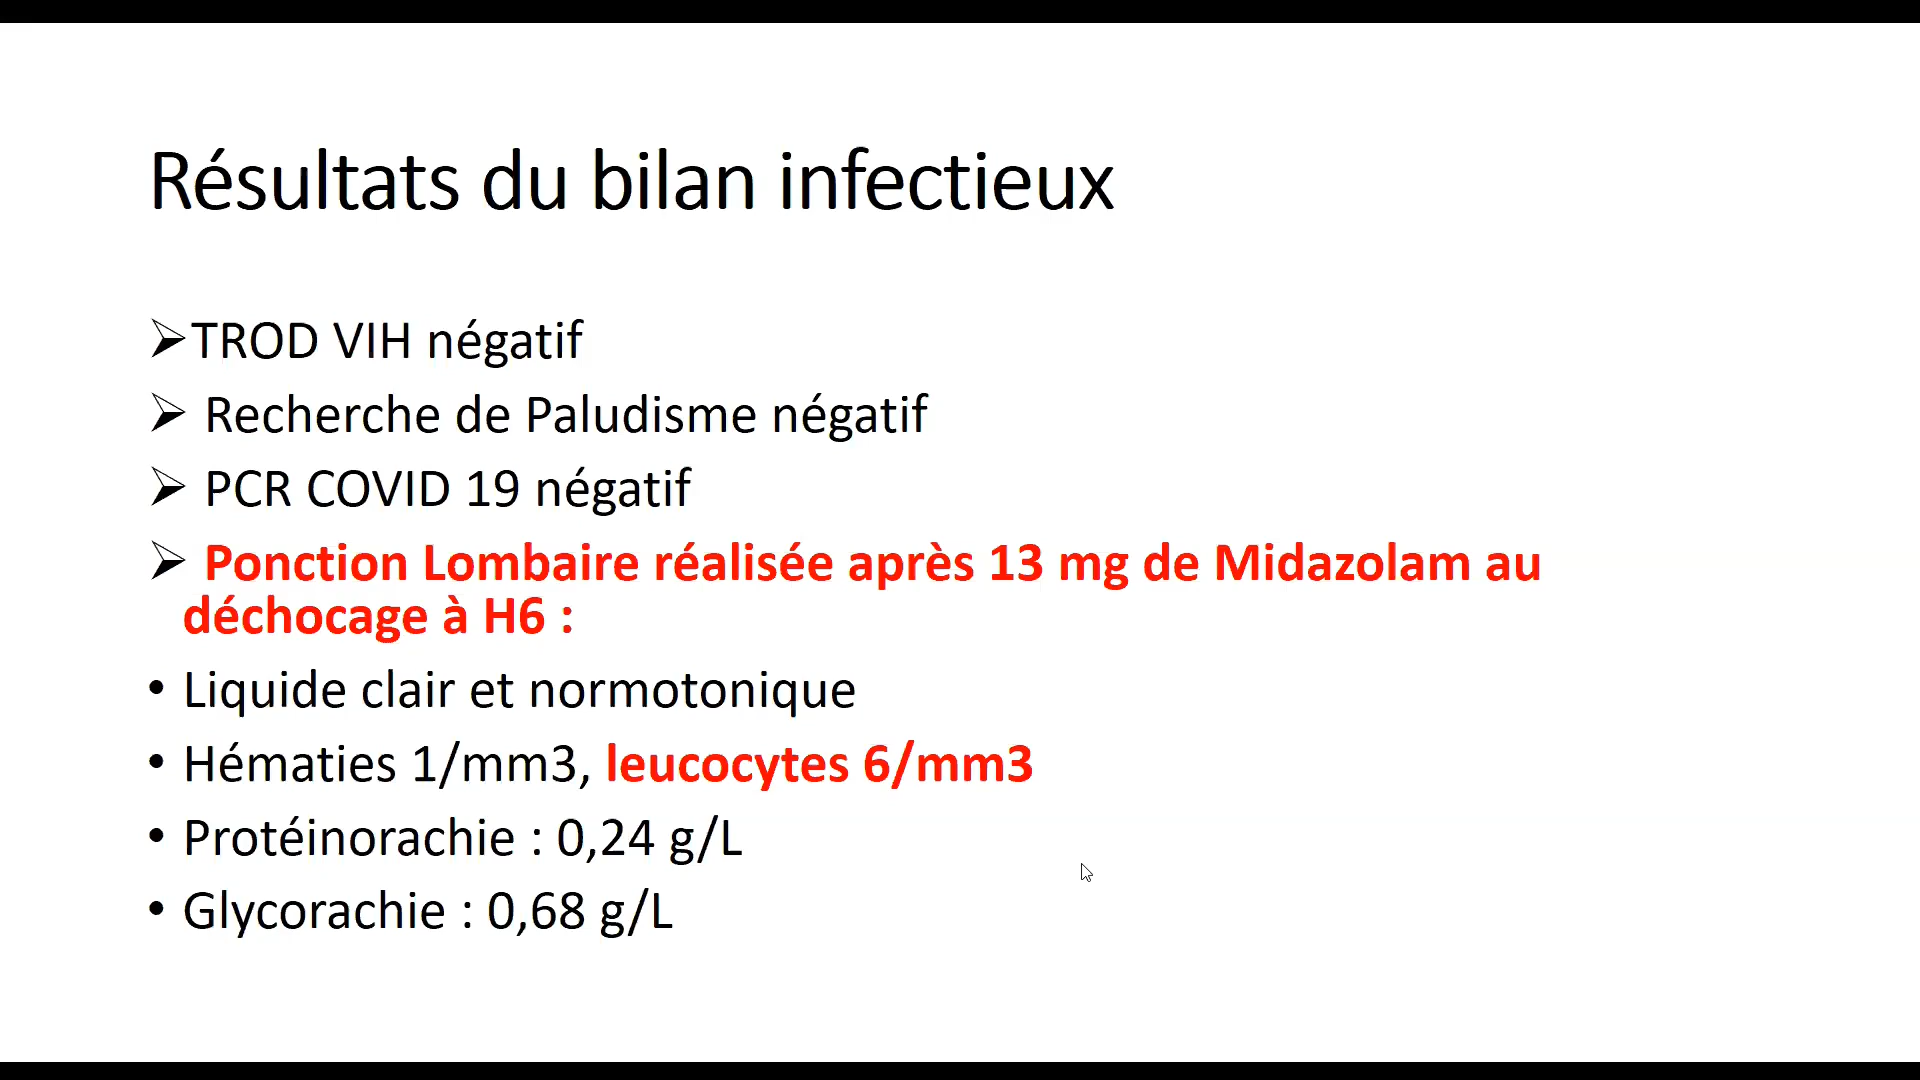 Résultats du bilan infectieux
➢TROD VIH négatif
➢ Recherche de Paludisme négatif
➢ PCR COVID 19 négatif
➢ Ponction Lombaire réalisée après 13 mg de Midazolam au
déchocage à H6 :
• Liquide clair et normotonique
• Hématies 1/mm3, leucocytes 6/mm3
• Protéinorachie : 0,24 g/L
• Glycorachie : 0,68 g/L